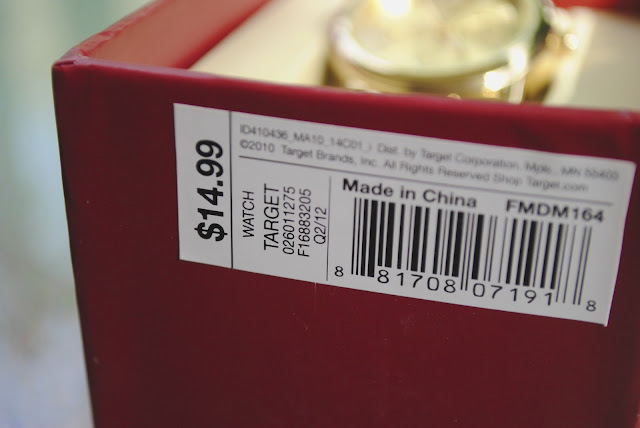 $14.99
WATCH
TARGET
026011275
F16883205
Q2/12
ID410436_MA10_14C01_ Dist. by Target Corporation, Mpls., MN 55403
©2010 Target Brands, Inc. All Rights Reserved Shop Target.com
Made in China FMDM164
8 81708 07191 8